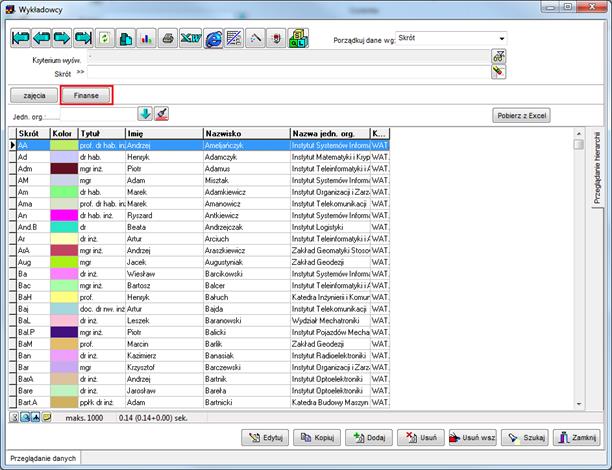 Wykładowcy
Porządkuj dane wg: Skrót
Kryterium wyów.
Skrót >>
zajęcia Finanse
Jedn. org.:
Pobierz z Excel
Przeglądanie hierarchii
Skrót Kolor Tytuł Imię Nazwisko Nazwa jedn. org. K...
AA prof. dr hab. in Andrzej Ameljańczyk Instytut Systemów Inform WAT.
Ad dr hab. Henryk Adamczyk Instytut Matematyki i Kryp WAT.
Adm mgr inż. Piotr Adamus Instytut Teleinformatyki i A WAT.
AM mgr Adam Misztak Instytut Systemów Inform WAT.
Am dr hab. Marek Adamkiewicz Instytut Organizacji i Zarz WAT.
Ama prof. dr hab. inż Marek Amanowicz Instytut Telekomunikacji WAT.
An dr hab. inż. Ryszard Antkiewicz Instytut Systemów Inform WAT.
And.B dr Beata Andrzejczak Instytut Logistyki WAT.
Ar dr inż. Artur Arciuch Instytut Teleinformatyki i A WAT.
ArA mgr inż. Andrzej Araszkiewicz Zakład Geomatyki Stosow WAT.
Aug mgr Jacek Augustyniak Zakład Geodezji WAT.
Ba dr inż. Wiesław Barcikowski Instytut Systemów Inform WAT.
Bac mgr inż. Bartosz Balcer Instytut Teleinformatyki i A WAT.
BaH prof. Henryk Bałuch Katedra Inżynierii i Komun WAT.
Baj doc. dr nw. inż Artur Bajda Instytut Telekomunikacji WAT.
BaL dr inż. Leszek Baranowski Wydział Mechatroniki WAT.
Bal.P mgr inż. Piotr Balicki Instytut Pojazdów Mecha WAT.
BaM prof. Marcin Barlik Zakład Geodezji WAT.
Ban dr inż. Kazimierz Banasiak Instytut Radioelektroniki WAT.
Bar mgr Krzysztof Barczewski Instytut Organizacji i Zarz WAT.
BarA dr inż. Andrzej Bartnik Instytut Optoelektroniki WAT.
Bare dr inż. Jarosław Bareła Instytut Optoelektroniki WAT.
Bart.A ppłk dr inż. Adam Bartnicki Katedra Budowy Maszyn WAT.
maks. 1000 0.14 (0.14+0.00) sek.
Edytuj Kopiuj Dodaj Usuń Usuń wsz Szukaj Zamknij
Przeglądanie danych